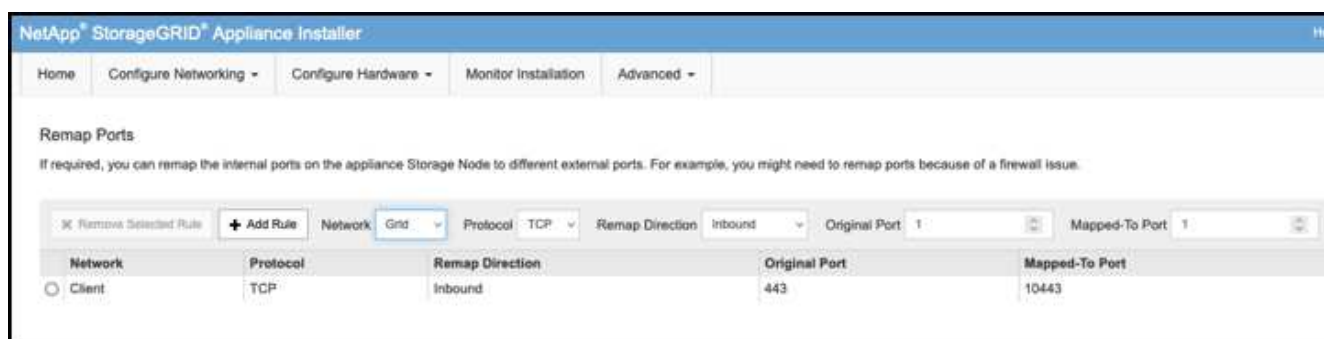 NetApp® StorageGRID® Appliance Installer
Home Configure Networking Configure Hardware Monitor Installation Advanced
Remap Ports
If required, you can remap the internal ports on the appliance Storage Node to different external ports. For example, you might need to remap ports because of a firewall issue.
Remove Selected Rule Add Rule Network Grid Protocol TCP Remap Direction Inbound Original Port 1 Mapped-To Port 1
Network Protocol Remap Direction Original Port Mapped-To Port
Client TCP Inbound 443 10443